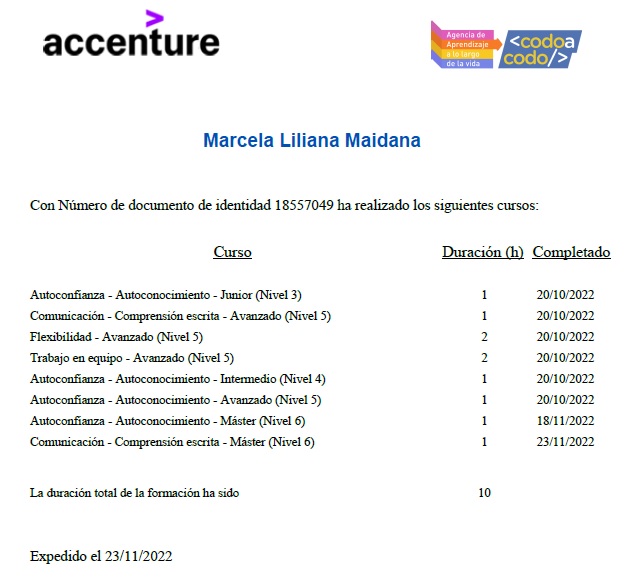 accenture
Agencia de
Aprendizaje
a lo largo
de la vida
<codo a
codo/>
Marcela Liliana Maidana
Con Número de documento de identidad 18557049 ha realizado los siguientes cursos:
Curso Duración (h) Completado
Autoconfianza - Autoconocimiento - Junior (Nivel 3) 1 20/10/2022
Comunicación - Comprensión escrita - Avanzado (Nivel 5) 1 20/10/2022
Flexibilidad - Avanzado (Nivel 5) 2 20/10/2022
Trabajo en equipo - Avanzado (Nivel 5) 2 20/10/2022
Autoconfianza - Autoconocimiento - Intermedio (Nivel 4) 1 20/10/2022
Autoconfianza - Autoconocimiento - Avanzado (Nivel 5) 1 20/10/2022
Autoconfianza - Autoconocimiento - Máster (Nivel 6) 1 18/11/2022
Comunicación - Comprensión escrita - Máster (Nivel 6) 1 23/11/2022
La duración total de la formación ha sido 10
Expedido el 23/11/2022